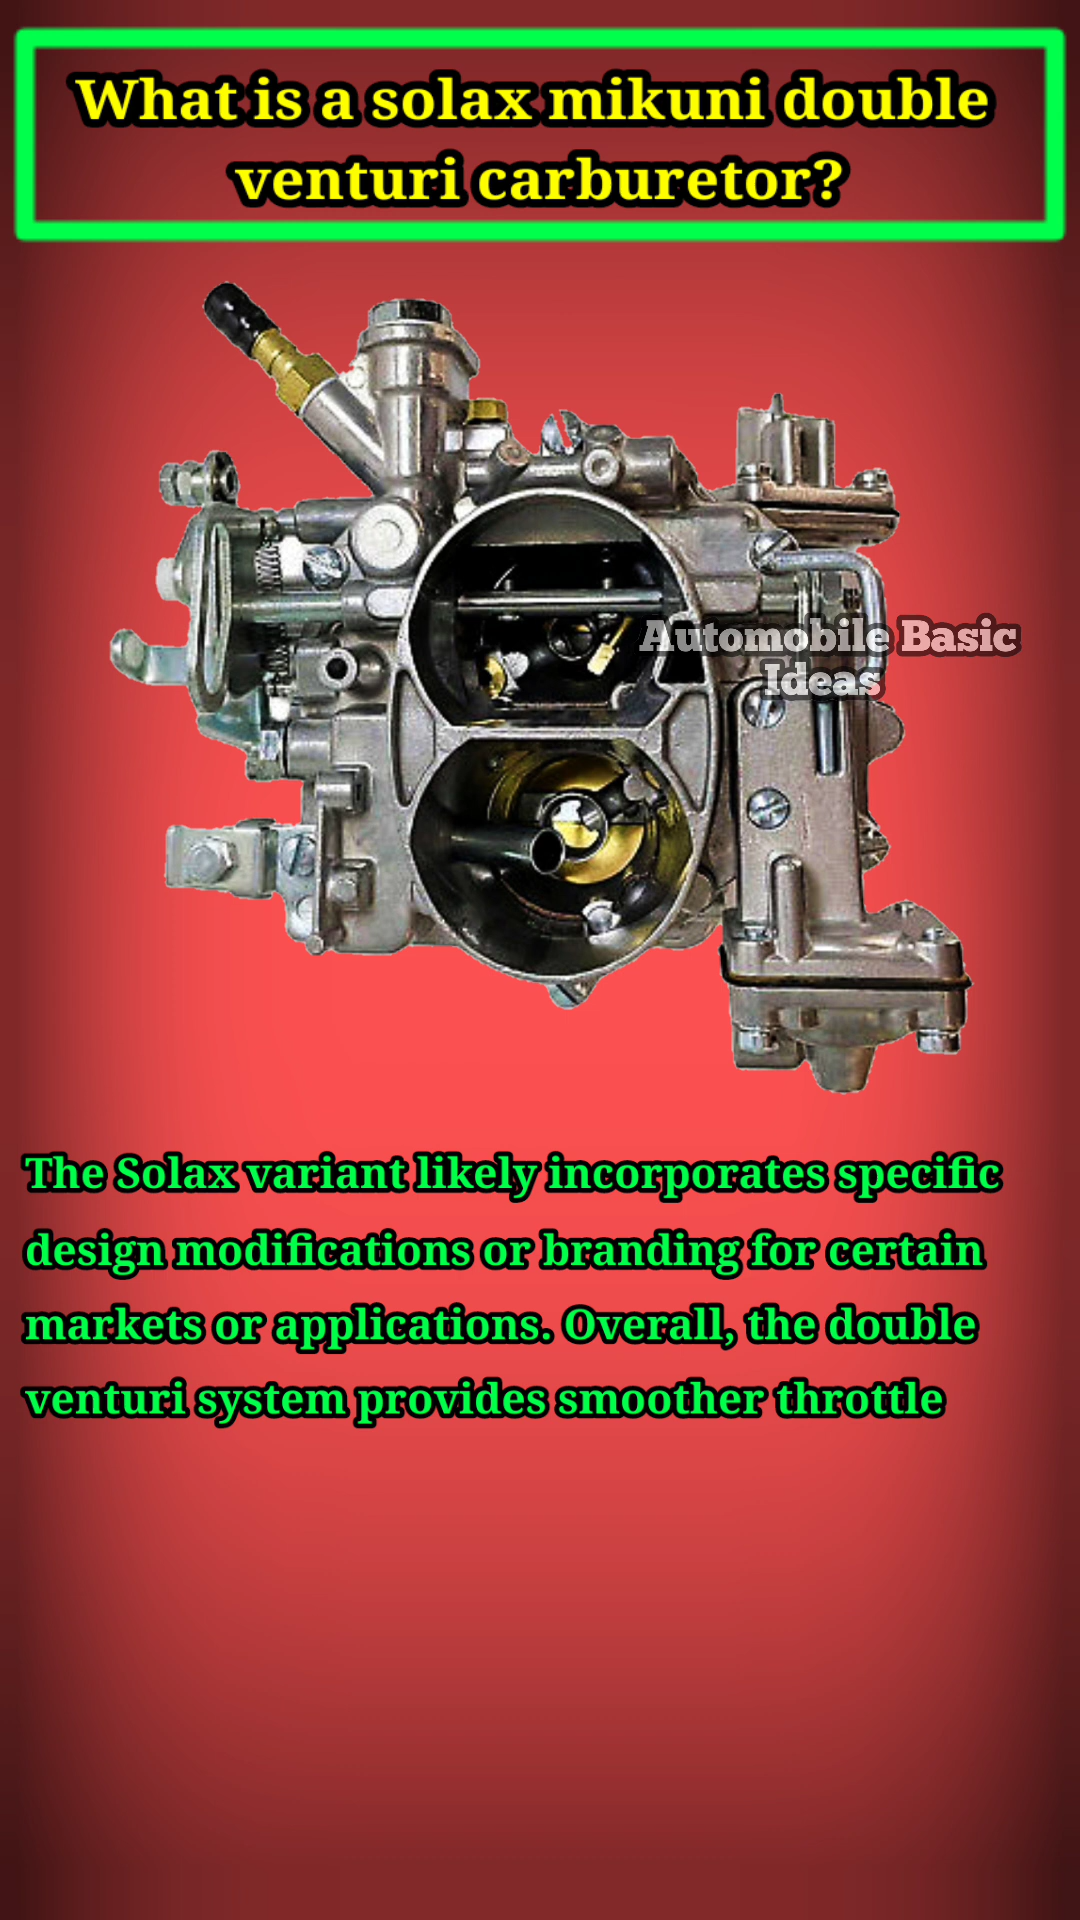 What is a solax mikuni double
venturi carburetor?
Automobile Basic
Ideas
The Solax variant likely incorporates specific
design modifications or branding for certain
markets or applications. Overall, the double
venturi system provides smoother throttle